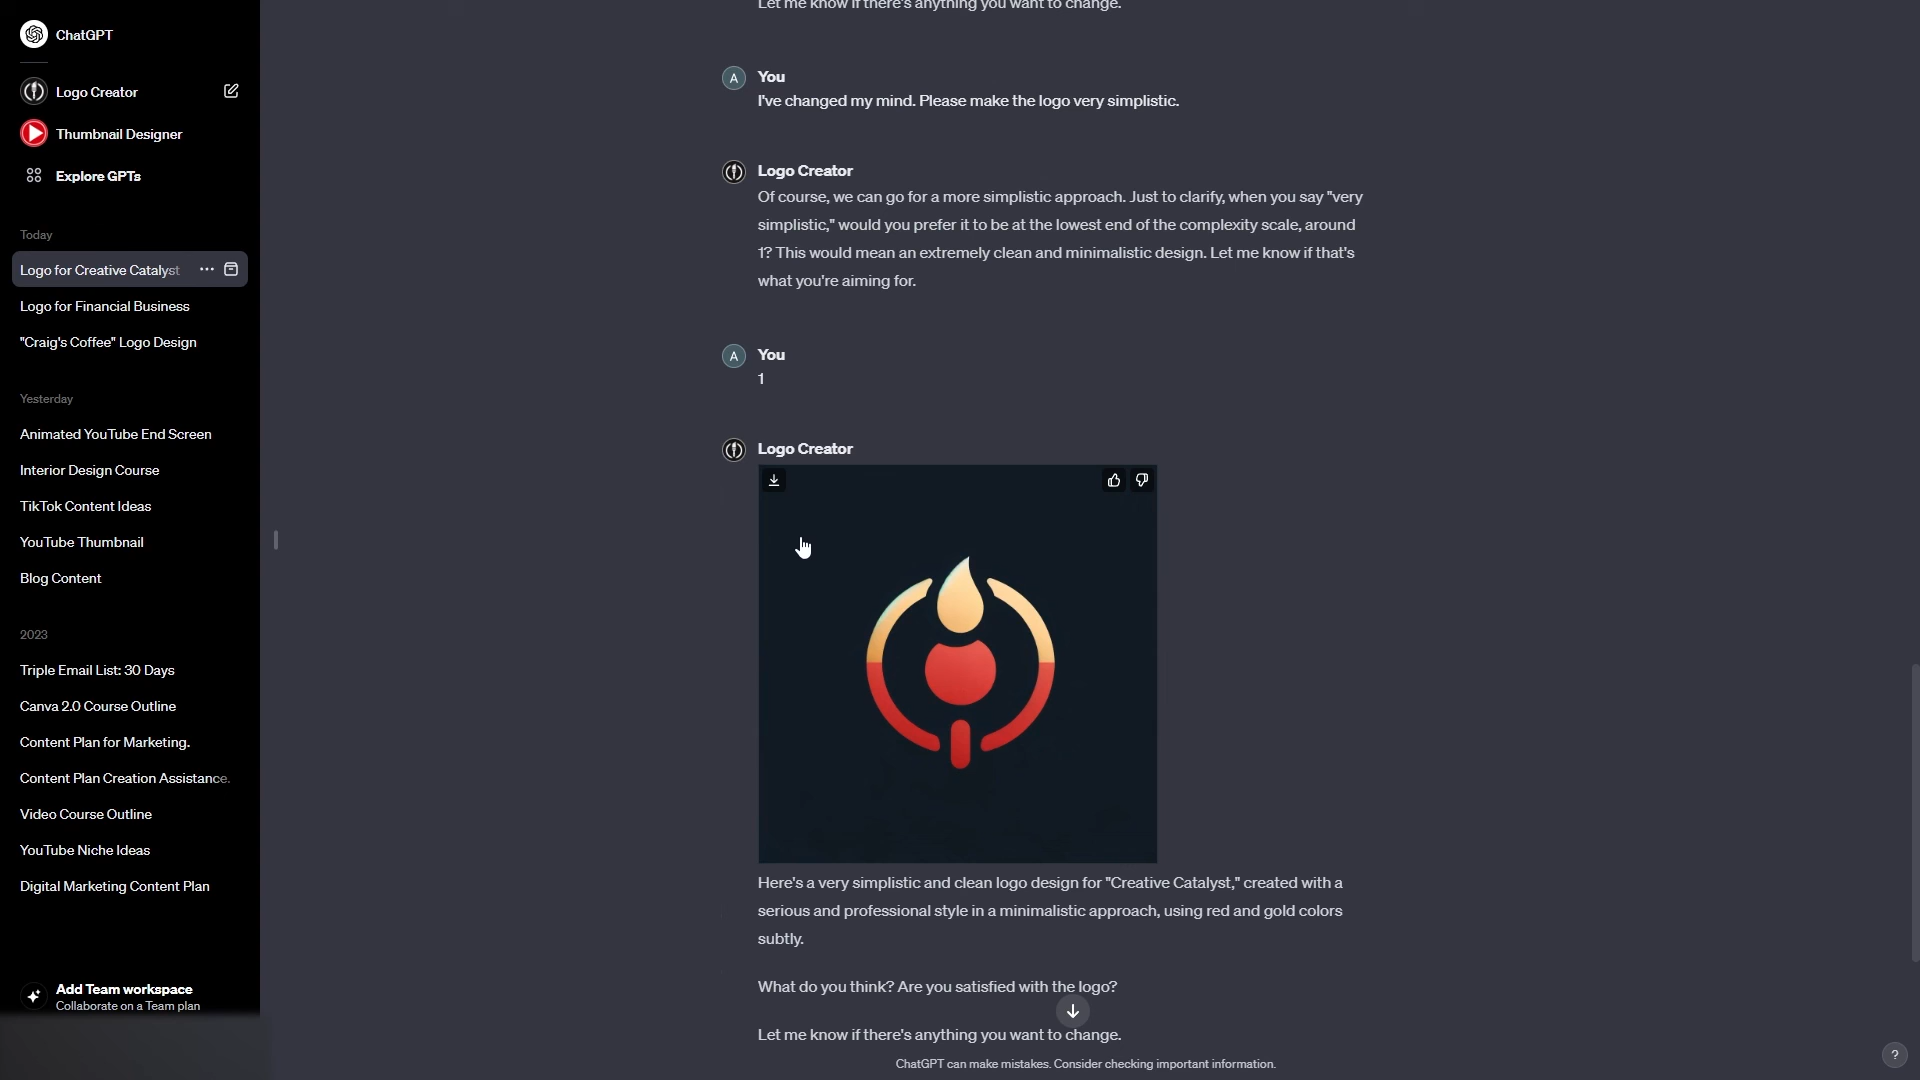 ChatGPT
Logo Creator
Thumbnail Designer
Explore GPTs
Today
Logo for Creative Catalyst
Logo for Financial Business
"Craig's Coffee" Logo Design
Yesterday
Animated YouTube End Screen
Interior Design Course
TikTok Content Ideas
YouTube Thumbnail
Blog Content
2023
Triple Email List: 30 Days
Canva 2.0 Course Outline
Content Plan for Marketing.
Content Plan Creation Assistance.
Video Course Outline
YouTube Niche Ideas
Digital Marketing Content Plan
Add Team workspace
Collaborate on a Team plan
Let me know if there's anything you want to change.
A
You
I've changed my mind. Please make the logo very simplistic.
Logo Creator
Of course, we can go for a more simplistic approach. Just to clarify, when you say "very
simplistic," would you prefer it to be at the lowest end of the complexity scale, around
1? This would mean an extremely clean and minimalistic design. Let me know if that's
what you're aiming for.
A
You
1
Logo Creator
Here's a very simplistic and clean logo design for "Creative Catalyst," created with a
serious and professional style in a minimalistic approach, using red and gold colors
subtly.
What do you think? Are you satisfied with the logo?
Let me know if there's anything you want to change.
ChatGPT can make mistakes. Consider checking important information.
?